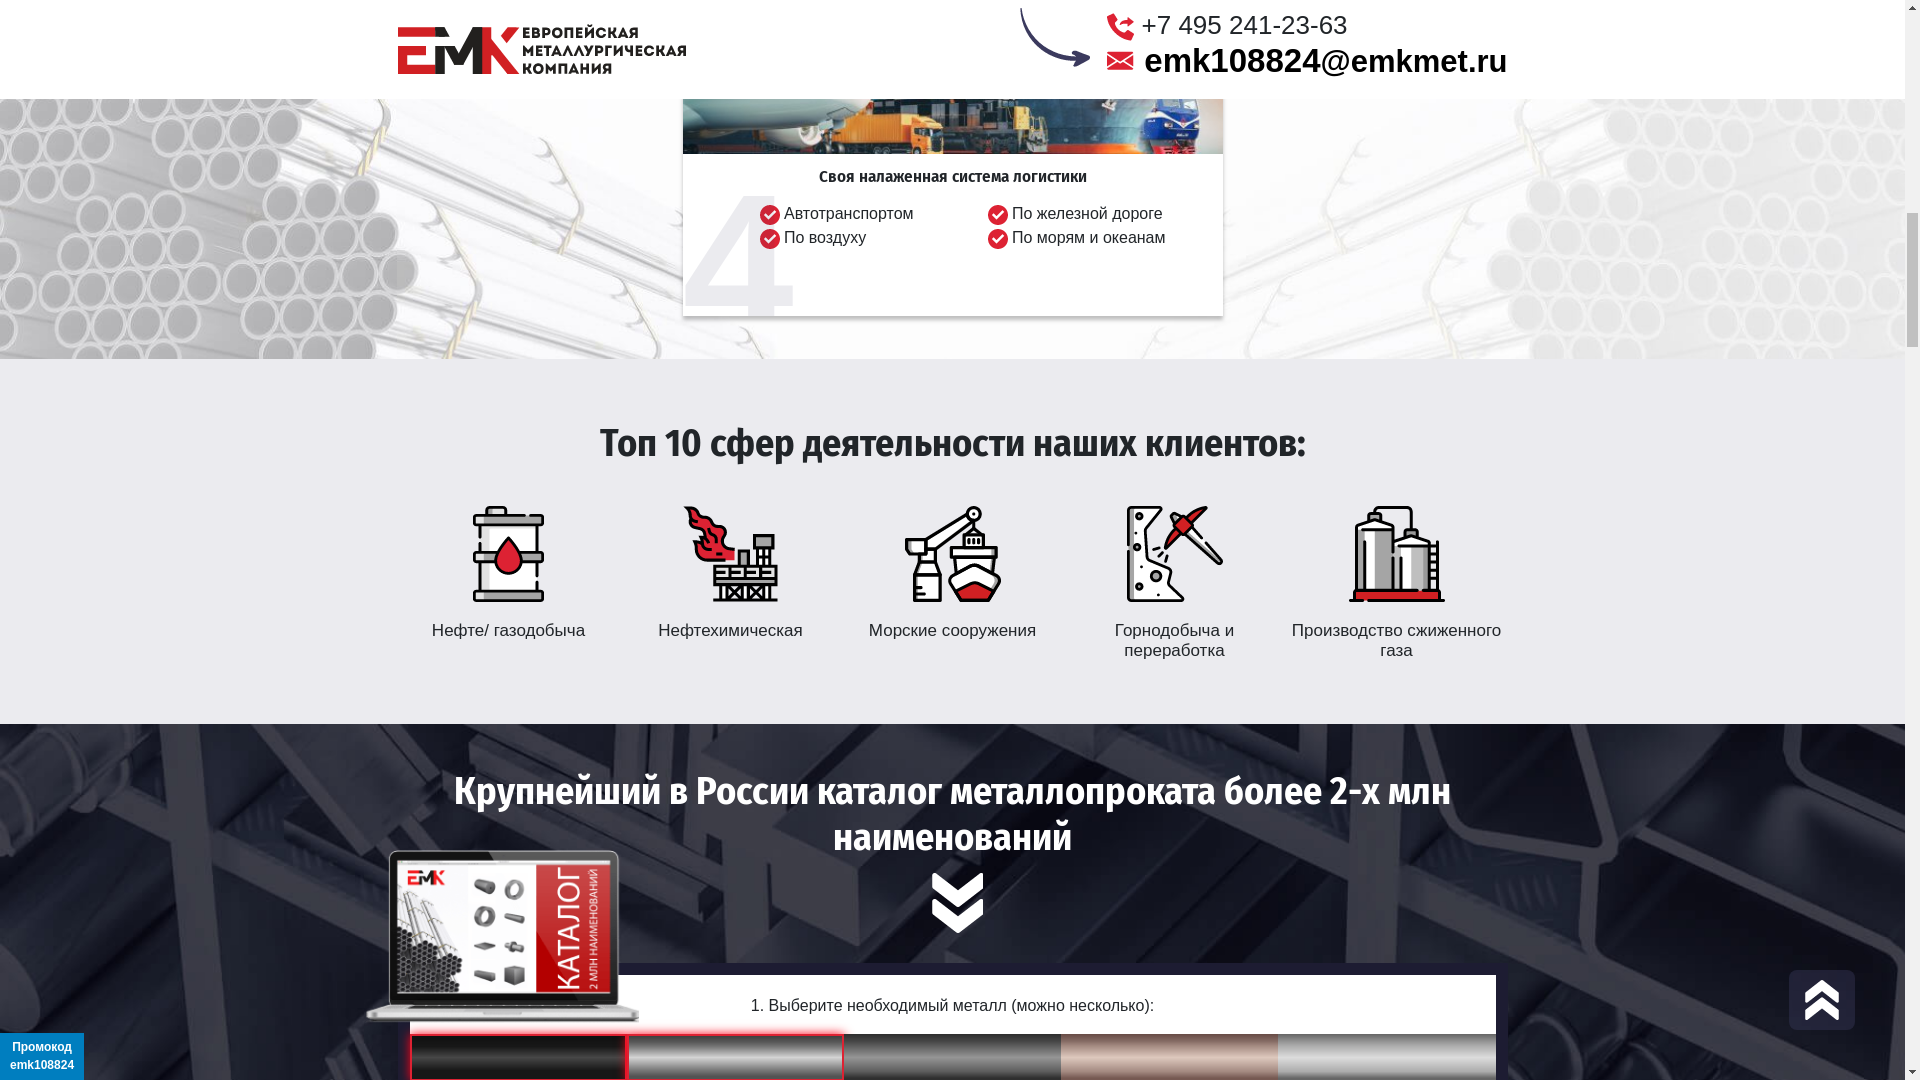 ЕМК ЕВРОПЕЙСКАЯ
МЕТАЛЛУРГИЧЕСКАЯ
КОМПАНИЯ
+7 495 241-23-63
emk108824@emkmet.ru
4
Своя налаженная система логистики
Автотранспортом
По железной дороге
По воздуху
По морям и океанам
Топ 10 сфер деятельности наших клиентов:
Нефте/ газодобыча
Нефтехимическая
Морские сооружения
Горнодобыча и
переработка
Производство сжиженного
газа
Крупнейший в России каталог металлопроката более 2-х млн
наименований
ЕМК
КАТАЛОГ
2 МЛН НАИМЕНОВАНИЙ
1. Выберите необходимый металл (можно несколько):
Промокод
emk108824